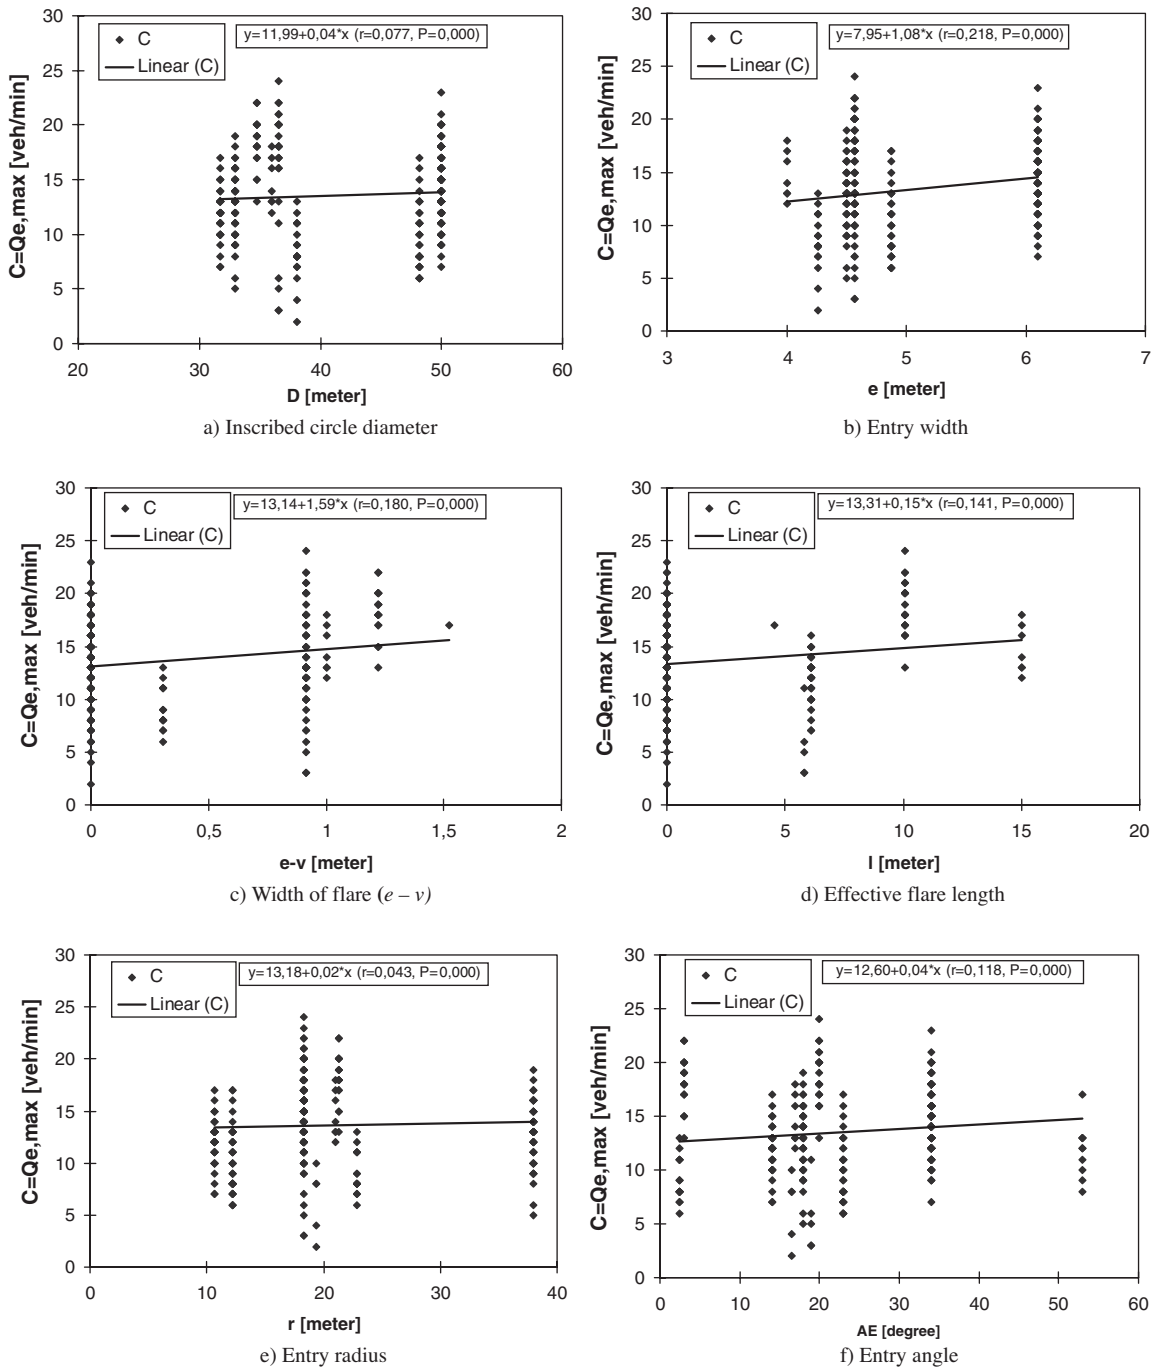 30
C
Linear (C)
y=11,99+0,04*x (r=0,077, P=0,000)
25
20
15
10
5
0
C=Qe,max [veh/min]
20
30
40
50
60
D [meter]
a) Inscribed circle diameter
30
C
Linear (C)
y=7,95+1,08*x (r=0,218, P=0,000)
25
20
15
10
5
0
C=Qe,max [veh/min]
3
4
5
6
7
e [meter]
b) Entry width
30
C
Linear (C)
y=13,14+1,59*x (r=0,180, P=0,000)
25
20
15
10
5
0
C=Qe,max [veh/min]
0
0,5
1
1,5
2
e-v [meter]
c) Width of flare (e – v)
30
C
Linear (C)
y=13,31+0,15*x (r=0,141, P=0,000)
25
20
15
10
5
0
C=Qe,max [veh/min]
0
5
10
15
20
l [meter]
d) Effective flare length
30
C
Linear (C)
y=13,18+0,02*x (r=0,043, P=0,000)
25
20
15
10
5
0
C=Qe,max [veh/min]
0
10
20
30
40
r [meter]
e) Entry radius
30
C
Linear (C)
y=12,60+0,04*x (r=0,118, P=0,000)
25
20
15
10
5
0
C=Qe,max [veh/min]
0
10
20
30
40
50
60
AE [degree]
f) Entry angle